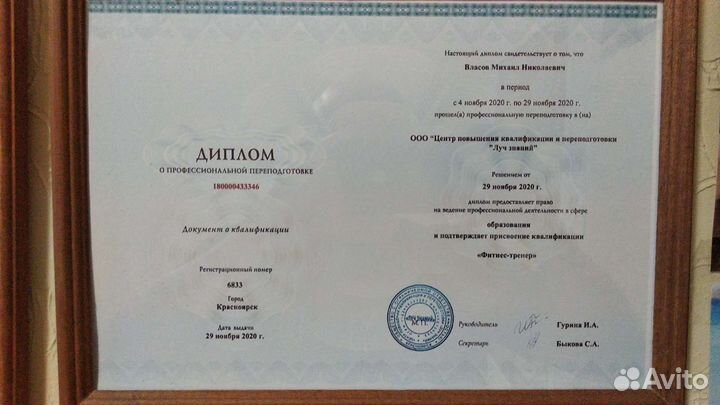 ДИПЛОМ
О ПРОФЕССИОНАЛЬНОЙ ПЕРЕПОДГОТОВКЕ
180000433346
Документ о квалификации
Регистрационный номер
6833
Город
Красноярск
Дата выдачи
29 ноября 2020 г.
Настоящий диплом свидетельствует о том, что
Власов Михаил Николаевич
в период
с 4 ноября 2020 г. по 29 ноября 2020 г.
прошел(а) профессиональную переподготовку в (на)
ООО "Центр повышения квалификации и переподготовки
"Луч знаний"
Решением от
29 ноября 2020 г.
диплом предоставляет право
на ведение профессиональной деятельности в сфере
образования
и подтверждает присвоение квалификации
«Фитнес-тренер»
М.П.
Руководитель
Гурина И.А.
Секретарь
Быкова С.А.
Avito